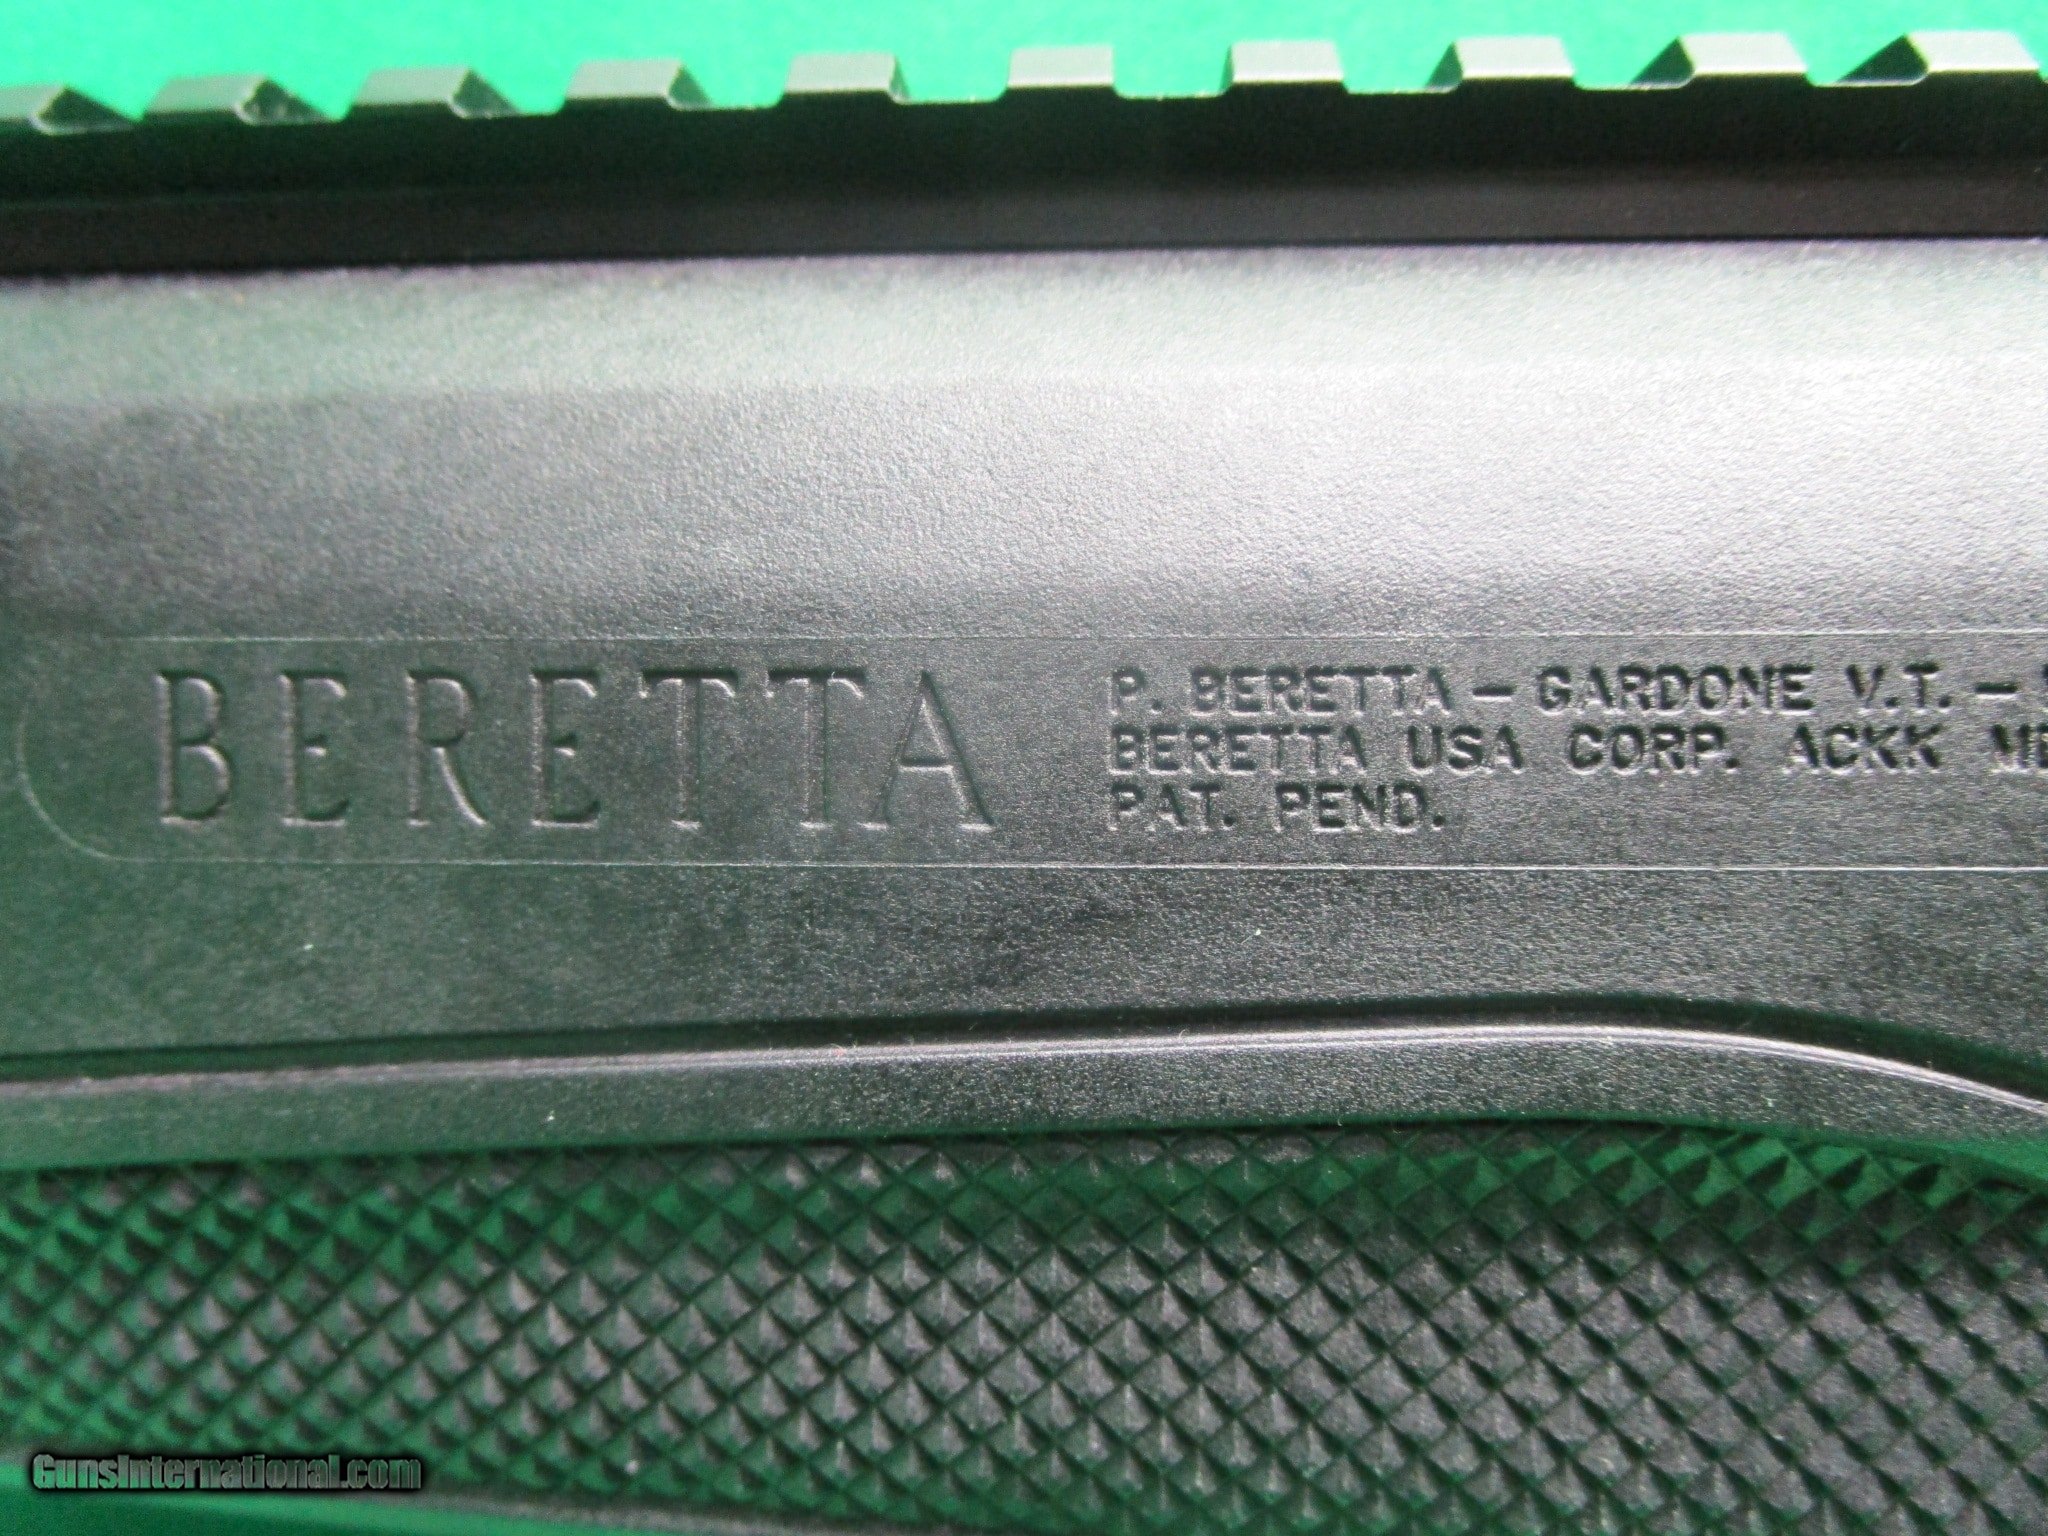 BERETTA
P. BERETTA – GARDONE V.T. –
BERETTA USA CORP. ACKK
PAT. PEND.
GunsInternational.com